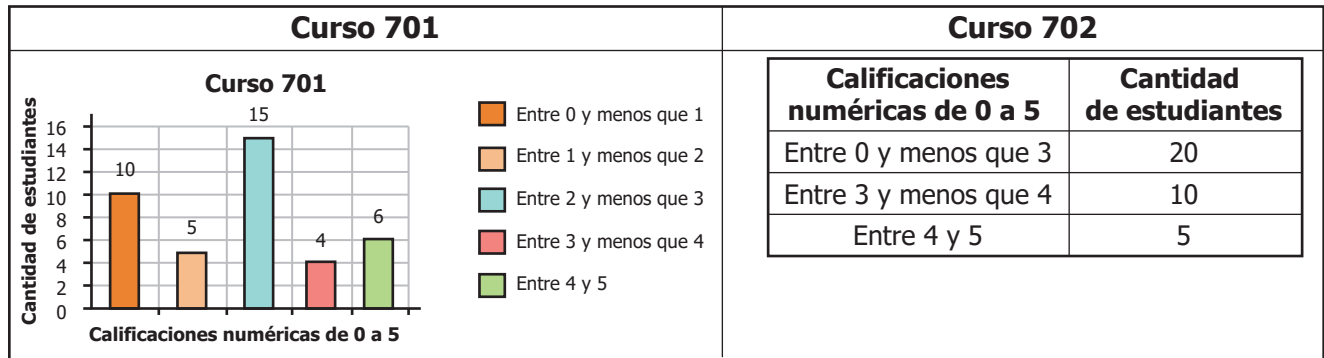 Curso 701
Curso 702
Curso 701
Cantidad de estudiantes
16
14
12
10
8
6
4
2
0
10
5
15
4
6
Calificaciones numéricas de 0 a 5
Entre 0 y menos que 1
Entre 1 y menos que 2
Entre 2 y menos que 3
Entre 3 y menos que 4
Entre 4 y 5
Calificaciones numéricas de 0 a 5
Cantidad de estudiantes
Entre 0 y menos que 3 20
Entre 3 y menos que 4 10
Entre 4 y 5 5